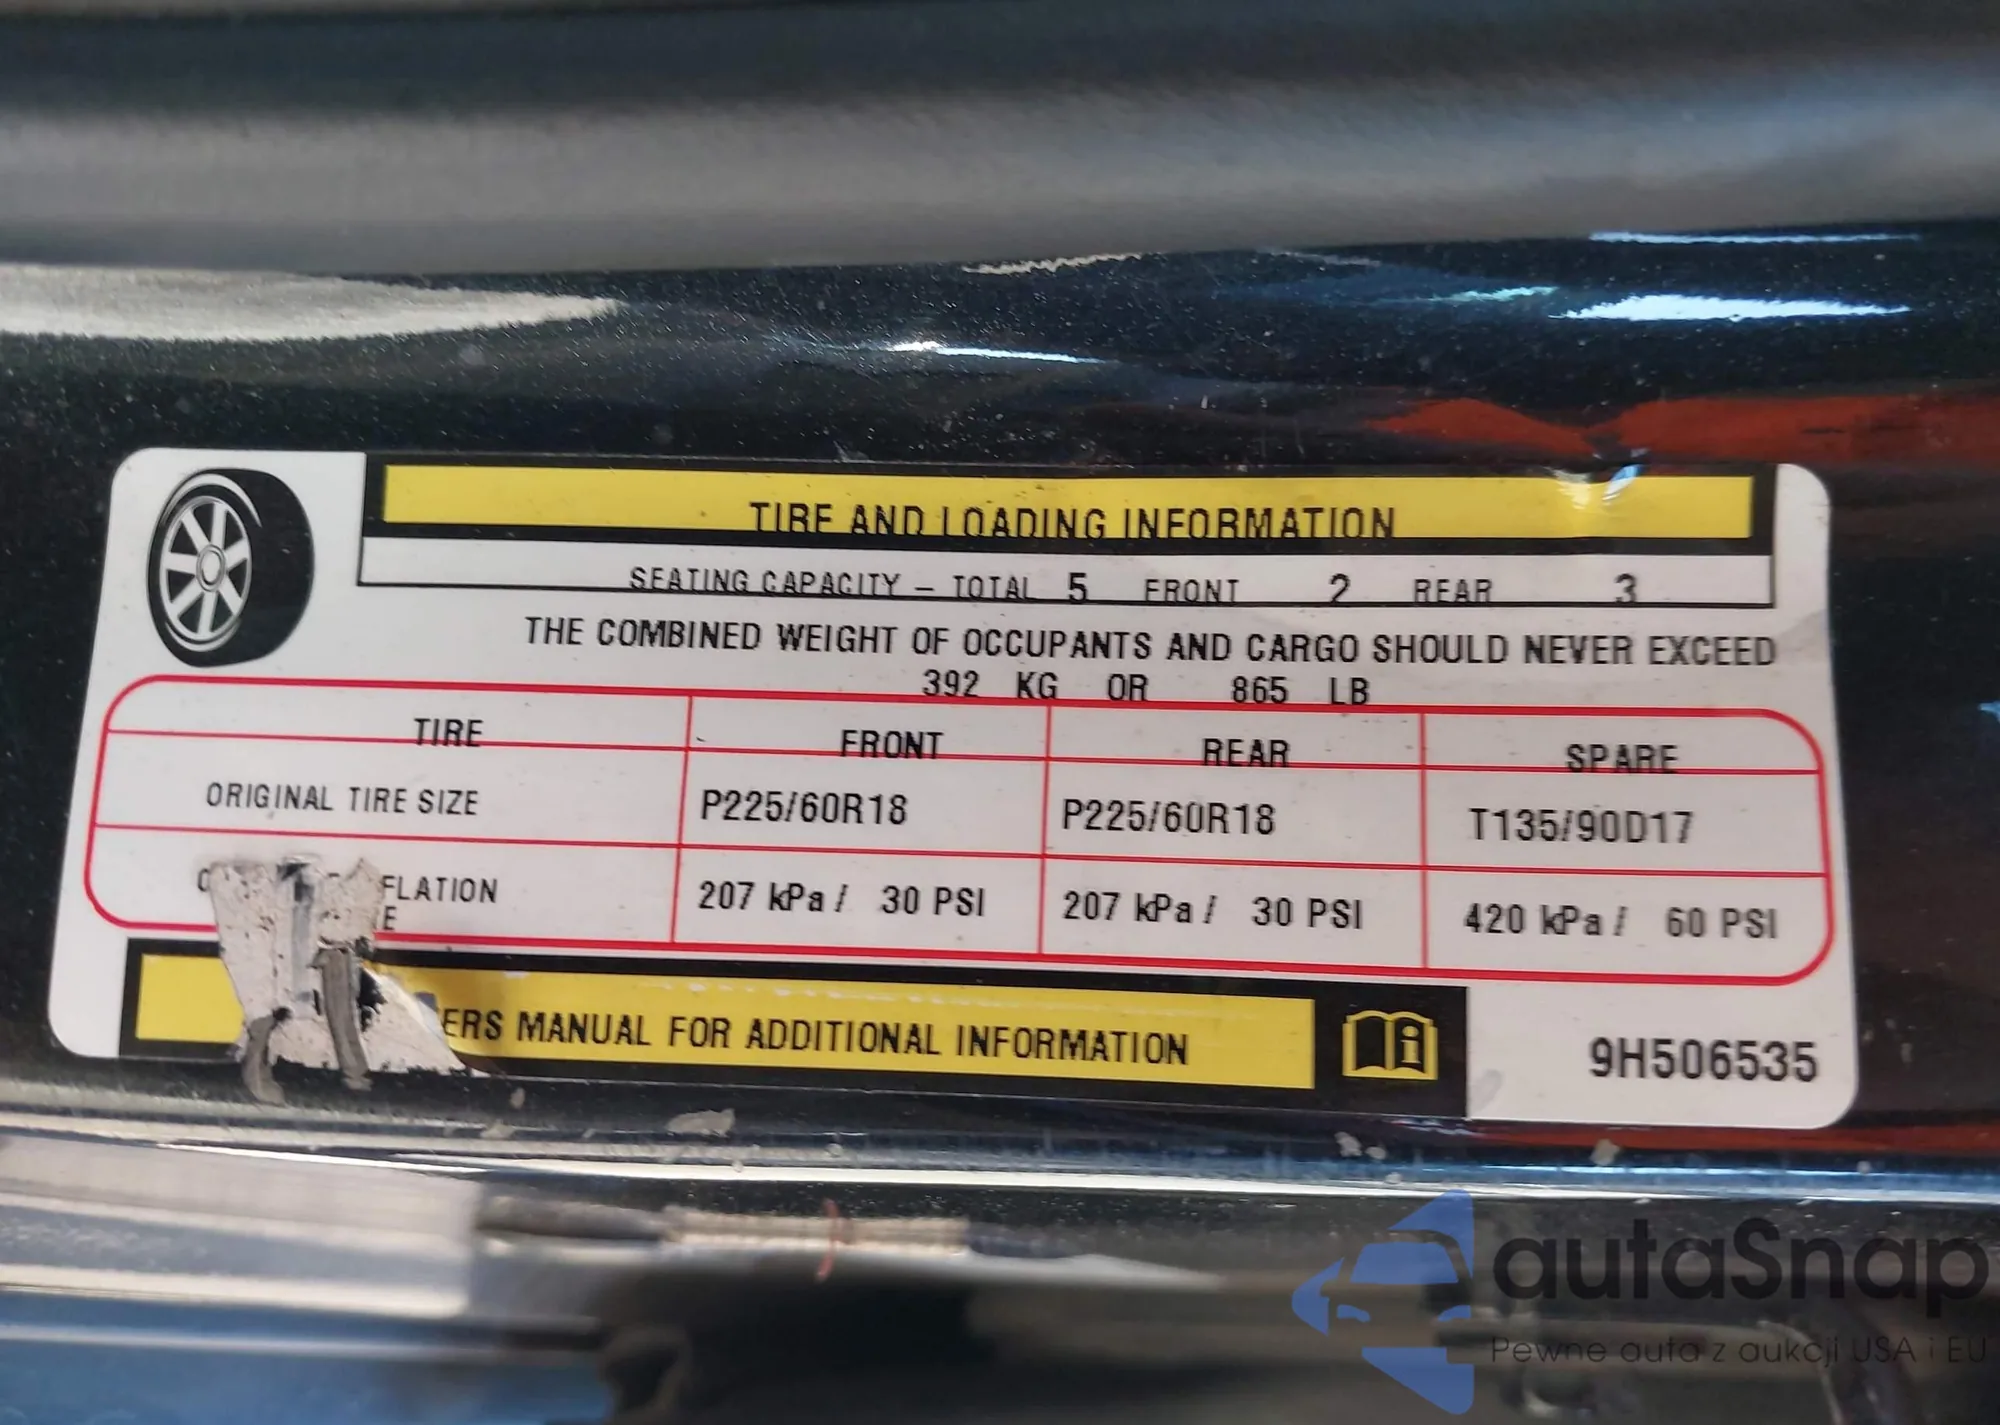 TIRE AND LOADING INFORMATION
SEATING CAPACITY – TOTAL 5 FRONT 2 REAR 3
THE COMBINED WEIGHT OF OCCUPANTS AND CARGO SHOULD NEVER EXCEED
392 KG OR 865 LB
TIRE FRONT REAR SPARE
ORIGINAL TIRE SIZE P225/60R18 P225/60R18 T135/90D17
FLATION 207 kPa / 30 PSI 207 kPa / 30 PSI 420 kPa / 60 PSI
E
ERS MANUAL FOR ADDITIONAL INFORMATION
9H506535
autaSnap
Pewne auta z aukcji USA i EU